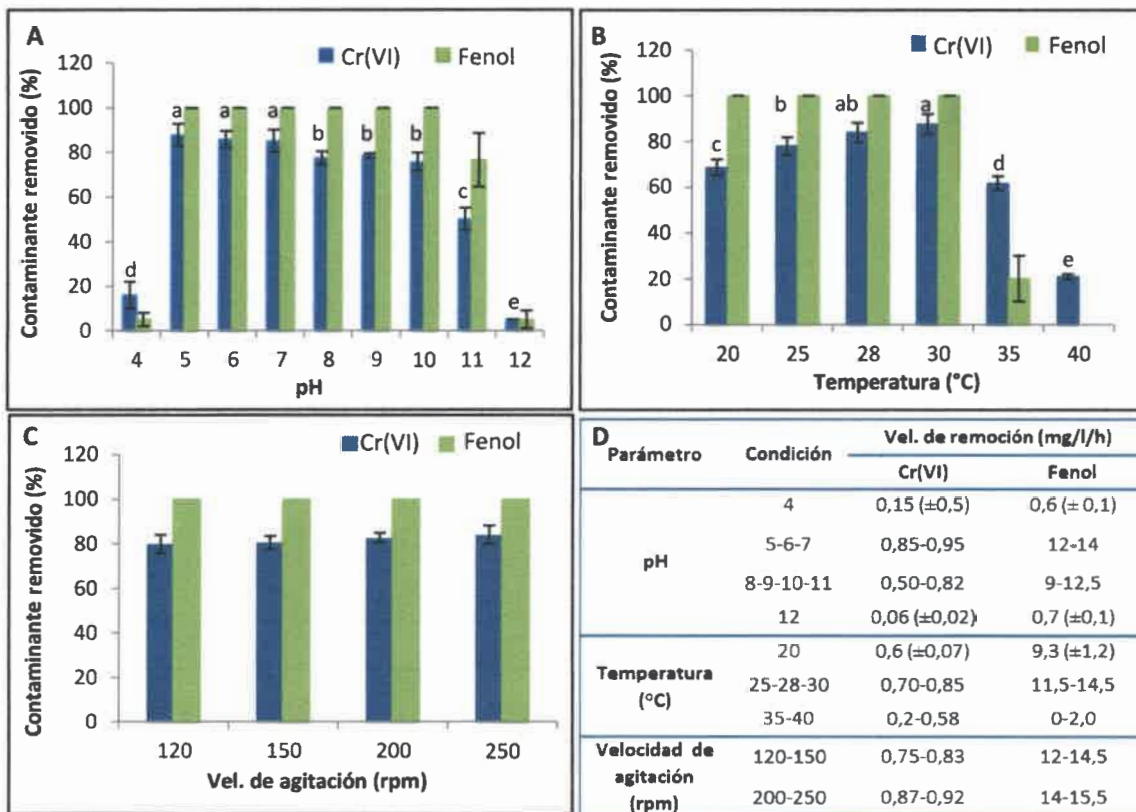 A
Cr(VI) Fenol
Contaminante removido (%)
120
100
80
60
40
20
0
d a a a b b b c e
4 5 6 7 8 9 10 11 12
pH
B
Cr(VI) Fenol
Contaminante removido (%)
120
100
80
60
40
20
0
c b ab a d e
20 25 28 30 35 40
Temperatura (°C)
C
Cr(VI) Fenol
Contaminante removido (%)
120
100
80
60
40
20
0
120 150 200 250
Vel. de agitación (rpm)
D
Parámetro Condición Vel. de remoción (mg/l/h)
Cr(VI) Fenol
pH
4 0,15 (±0,5) 0,6 (± 0,1)
5-6-7 0,85-0,95 12-14
8-9-10-11 0,50-0,82 9-12,5
12 0,06 (±0,02) 0,7 (±0,1)
Temperatura (°C)
20 0,6 (±0,07) 9,3 (±1,2)
25-28-30 0,70-0,85 11,5-14,5
35-40 0,2-0,58 0-2,0
Velocidad de agitación (rpm)
120-150 0,75-0,83 12-14,5
200-250 0,87-0,92 14-15,5